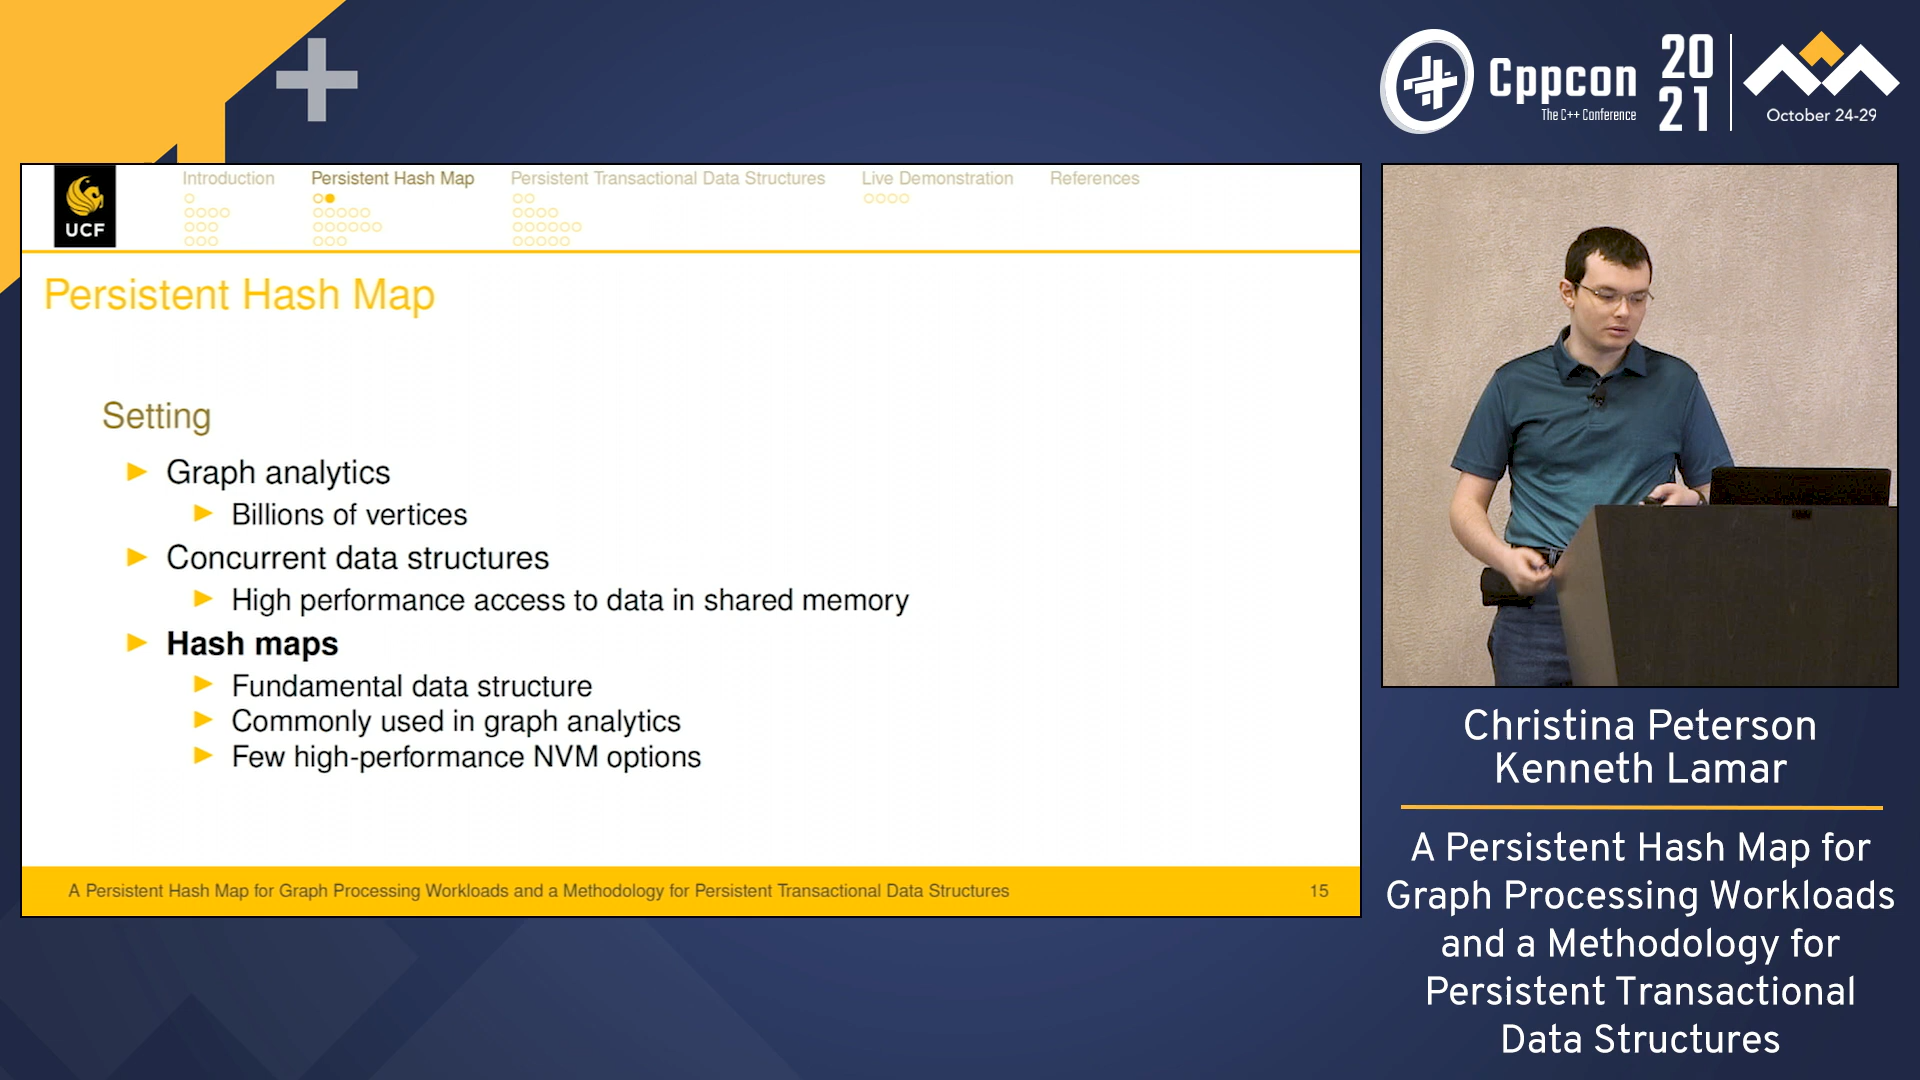 Cppcon
The C++ Conference
20
21
October 24-29
UCF
Introduction
Persistent Hash Map
Persistent Transactional Data Structures
Live Demonstration
References
Persistent Hash Map
Setting
Graph analytics
Billions of vertices
Concurrent data structures
High performance access to data in shared memory
Hash maps
Fundamental data structure
Commonly used in graph analytics
Few high-performance NVM options
A Persistent Hash Map for Graph Processing Workloads and a Methodology for Persistent Transactional Data Structures
15
Christina Peterson
Kenneth Lamar
A Persistent Hash Map for
Graph Processing Workloads
and a Methodology for
Persistent Transactional
Data Structures